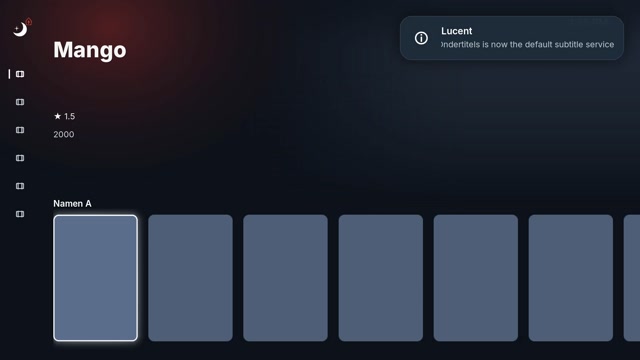 Lucent
Ondertitels is now the default subtitle service
Mango
★ 1.5
2000
Namen A